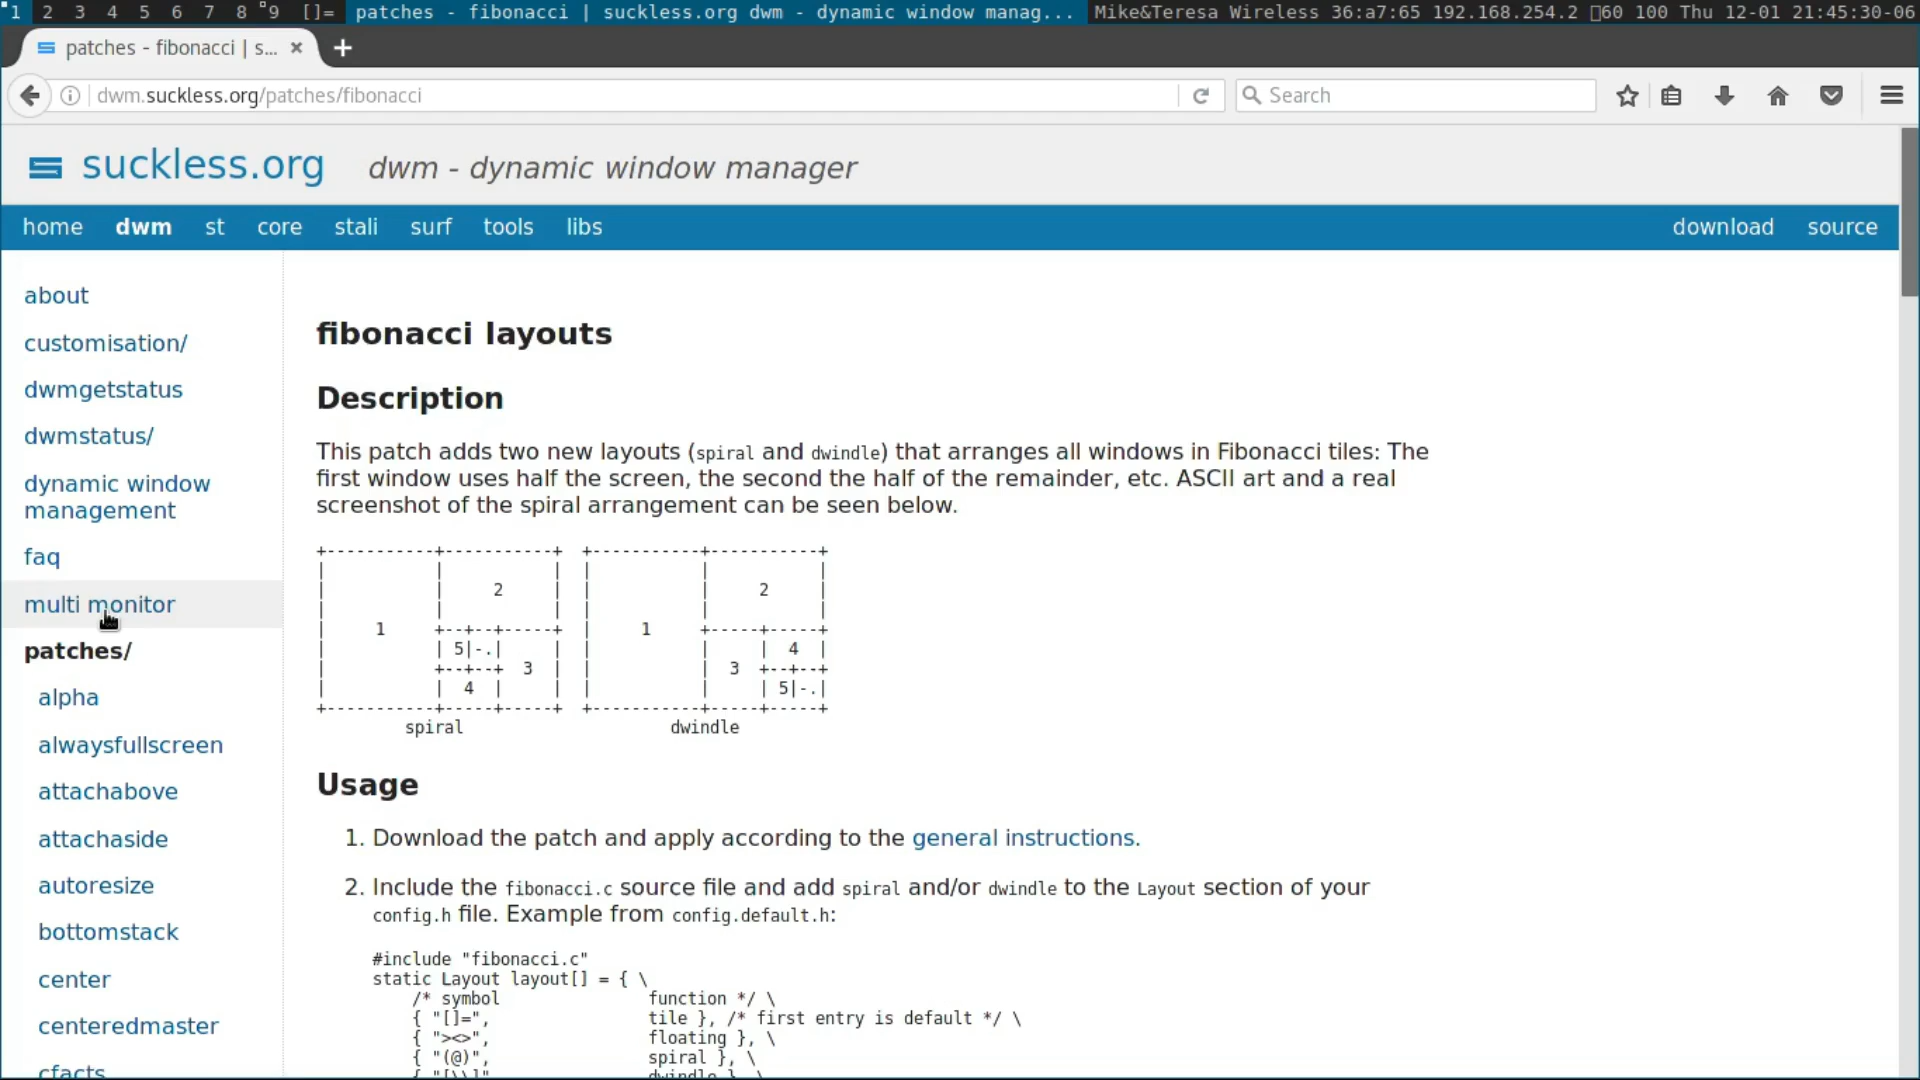 1 2 3 4 5 6 7 8 9 []= patches - fibonacci | suckless.org dwm - dynamic window manag... Mike&Teresa Wireless 36:a7:65 192.168.254.2 60 100 Thu 12-01 21:45:30-06
patches - fibonacci | s... × +
dwm.suckless.org/patches/fibonacci Search
suckless.org dwm - dynamic window manager
home dwm st core stali surf tools libs download source
about
customisation/
dwmgetstatus
dwmstatus/
dynamic window
management
faq
multi monitor
patches/
alpha
alwaysfullscreen
attachabove
attachaside
autoresize
bottomstack
center
centeredmaster
cfacts
fibonacci layouts
Description
This patch adds two new layouts (spiral and dwindle) that arranges all windows in Fibonacci tiles: The
first window uses half the screen, the second the half of the remainder, etc. ASCII art and a real
screenshot of the spiral arrangement can be seen below.
+-----------+-----------+  +-----------+-----------+
|           |           |  |           |           |
|           |     2     |  |           |     2     |
|           |           |  |           |           |
|     1     +--+--+-----+  |     1     +-----+-----+
|           | 5|-.|     |  |           |     |  4  |
|           +--+--+  3  |  |           |  3  +--+--+
|           |  4  |     |  |           |     | 5|-.|
+-----------+-----+-----+  +-----------+-----+-----+
spiral dwindle
Usage
1. Download the patch and apply according to the general instructions.
2. Include the fibonacci.c source file and add spiral and/or dwindle to the Layout section of your
config.h file. Example from config.default.h:
#include "fibonacci.c"
static Layout layout[] = { \
/* symbol function */ \
{ "[]=", tile }, /* first entry is default */ \
{ "><>", floating }, \
{ "(@)", spiral }, \
{ "[\\]", dwindle }, \